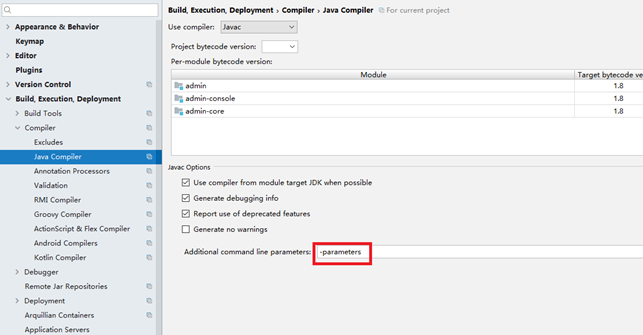 Appearance & Behavior
Keymap
Editor
Plugins
Version Control
Build, Execution, Deployment
Build Tools
Compiler
Excludes
Java Compiler
Annotation Processors
Validation
RMI Compiler
Groovy Compiler
ActionScript & Flex Compiler
Android Compilers
Kotlin Compiler
Debugger
Remote Jar Repositories
Deployment
Arquillian Containers
Application Servers
Build, Execution, Deployment › Compiler › Java Compiler For current project
Use compiler: Javac
Project bytecode version:
Per-module bytecode version:
Module Target bytecode ve
admin 1.8
admin-console 1.8
admin-core 1.8
Javac Options
Use compiler from module target JDK when possible
Generate debugging info
Report use of deprecated features
Generate no warnings
Additional command line parameters: -parameters